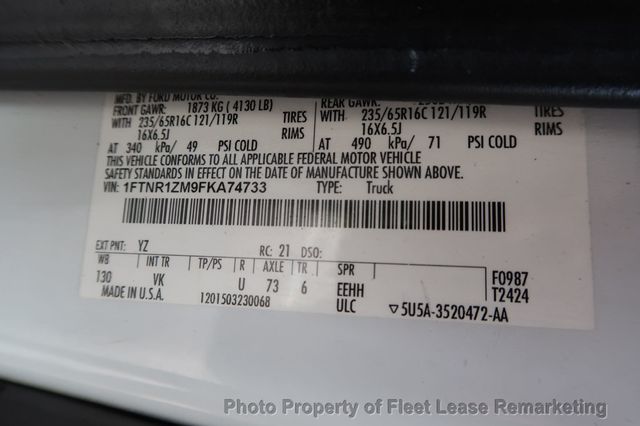 MFD. BY FORD MOTOR CO.
FRONT GAWR: 1873 KG ( 4130 LB) REAR GAWR:
WITH 235/65R16C 121/119R TIRES WITH 235/65R16C 121/119R TIRES
16X6.5J RIMS 16X6.5J RIMS
AT 340 kPa/ 49 PSI COLD AT 490 kPa/ 71 PSI COLD
THIS VEHICLE CONFORMS TO ALL APPLICABLE FEDERAL MOTOR VEHICLE
SAFETY STANDARDS IN EFFECT ON THE DATE OF MANUFACTURE SHOWN ABOVE.
VIN: 1FTNR1ZM9FKA74733 TYPE: Truck
EXT PNT: YZ RC: 21 DSO:
WB INT TR TP/PS R AXLE TR SPR
130 VK U 73 6 EEHH F0987
MADE IN U.S.A. 1201503230068 ULC T2424
▽5U5A-3520472-AA
Photo Property of Fleet Lease Remarketing